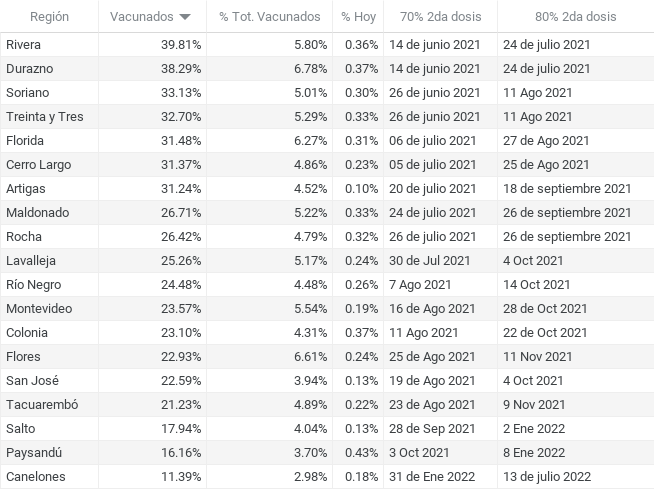 Región Vacunados % Tot. Vacunados % Hoy 70% 2da dosis 80% 2da dosis
Rivera 39.81% 5.80% 0.36% 14 de junio 2021 24 de julio 2021
Durazno 38.29% 6.78% 0.37% 14 de junio 2021 24 de julio 2021
Soriano 33.13% 5.01% 0.30% 26 de junio 2021 11 Ago 2021
Treinta y Tres 32.70% 5.29% 0.33% 26 de junio 2021 11 Ago 2021
Florida 31.48% 6.27% 0.31% 06 de julio 2021 27 de Ago 2021
Cerro Largo 31.37% 4.86% 0.23% 05 de julio 2021 25 de Ago 2021
Artigas 31.24% 4.52% 0.10% 20 de julio 2021 18 de septiembre 2021
Maldonado 26.71% 5.22% 0.33% 24 de julio 2021 26 de septiembre 2021
Rocha 26.42% 4.79% 0.32% 26 de julio 2021 26 de septiembre 2021
Lavalleja 25.26% 5.17% 0.24% 30 de Jul 2021 4 Oct 2021
Río Negro 24.48% 4.48% 0.26% 7 Ago 2021 14 Oct 2021
Montevideo 23.57% 5.54% 0.19% 16 de Ago 2021 28 de Oct 2021
Colonia 23.10% 4.31% 0.37% 11 Ago 2021 22 de Oct 2021
Flores 22.93% 6.61% 0.24% 25 de Ago 2021 11 Nov 2021
San José 22.59% 3.94% 0.13% 19 de Ago 2021 4 Oct 2021
Tacuarembó 21.23% 4.89% 0.22% 23 de Ago 2021 9 Nov 2021
Salto 17.94% 4.04% 0.13% 28 de Sep 2021 2 Ene 2022
Paysandú 16.16% 3.70% 0.43% 3 Oct 2021 8 Ene 2022
Canelones 11.39% 2.98% 0.18% 31 de Ene 2022 13 de julio 2022